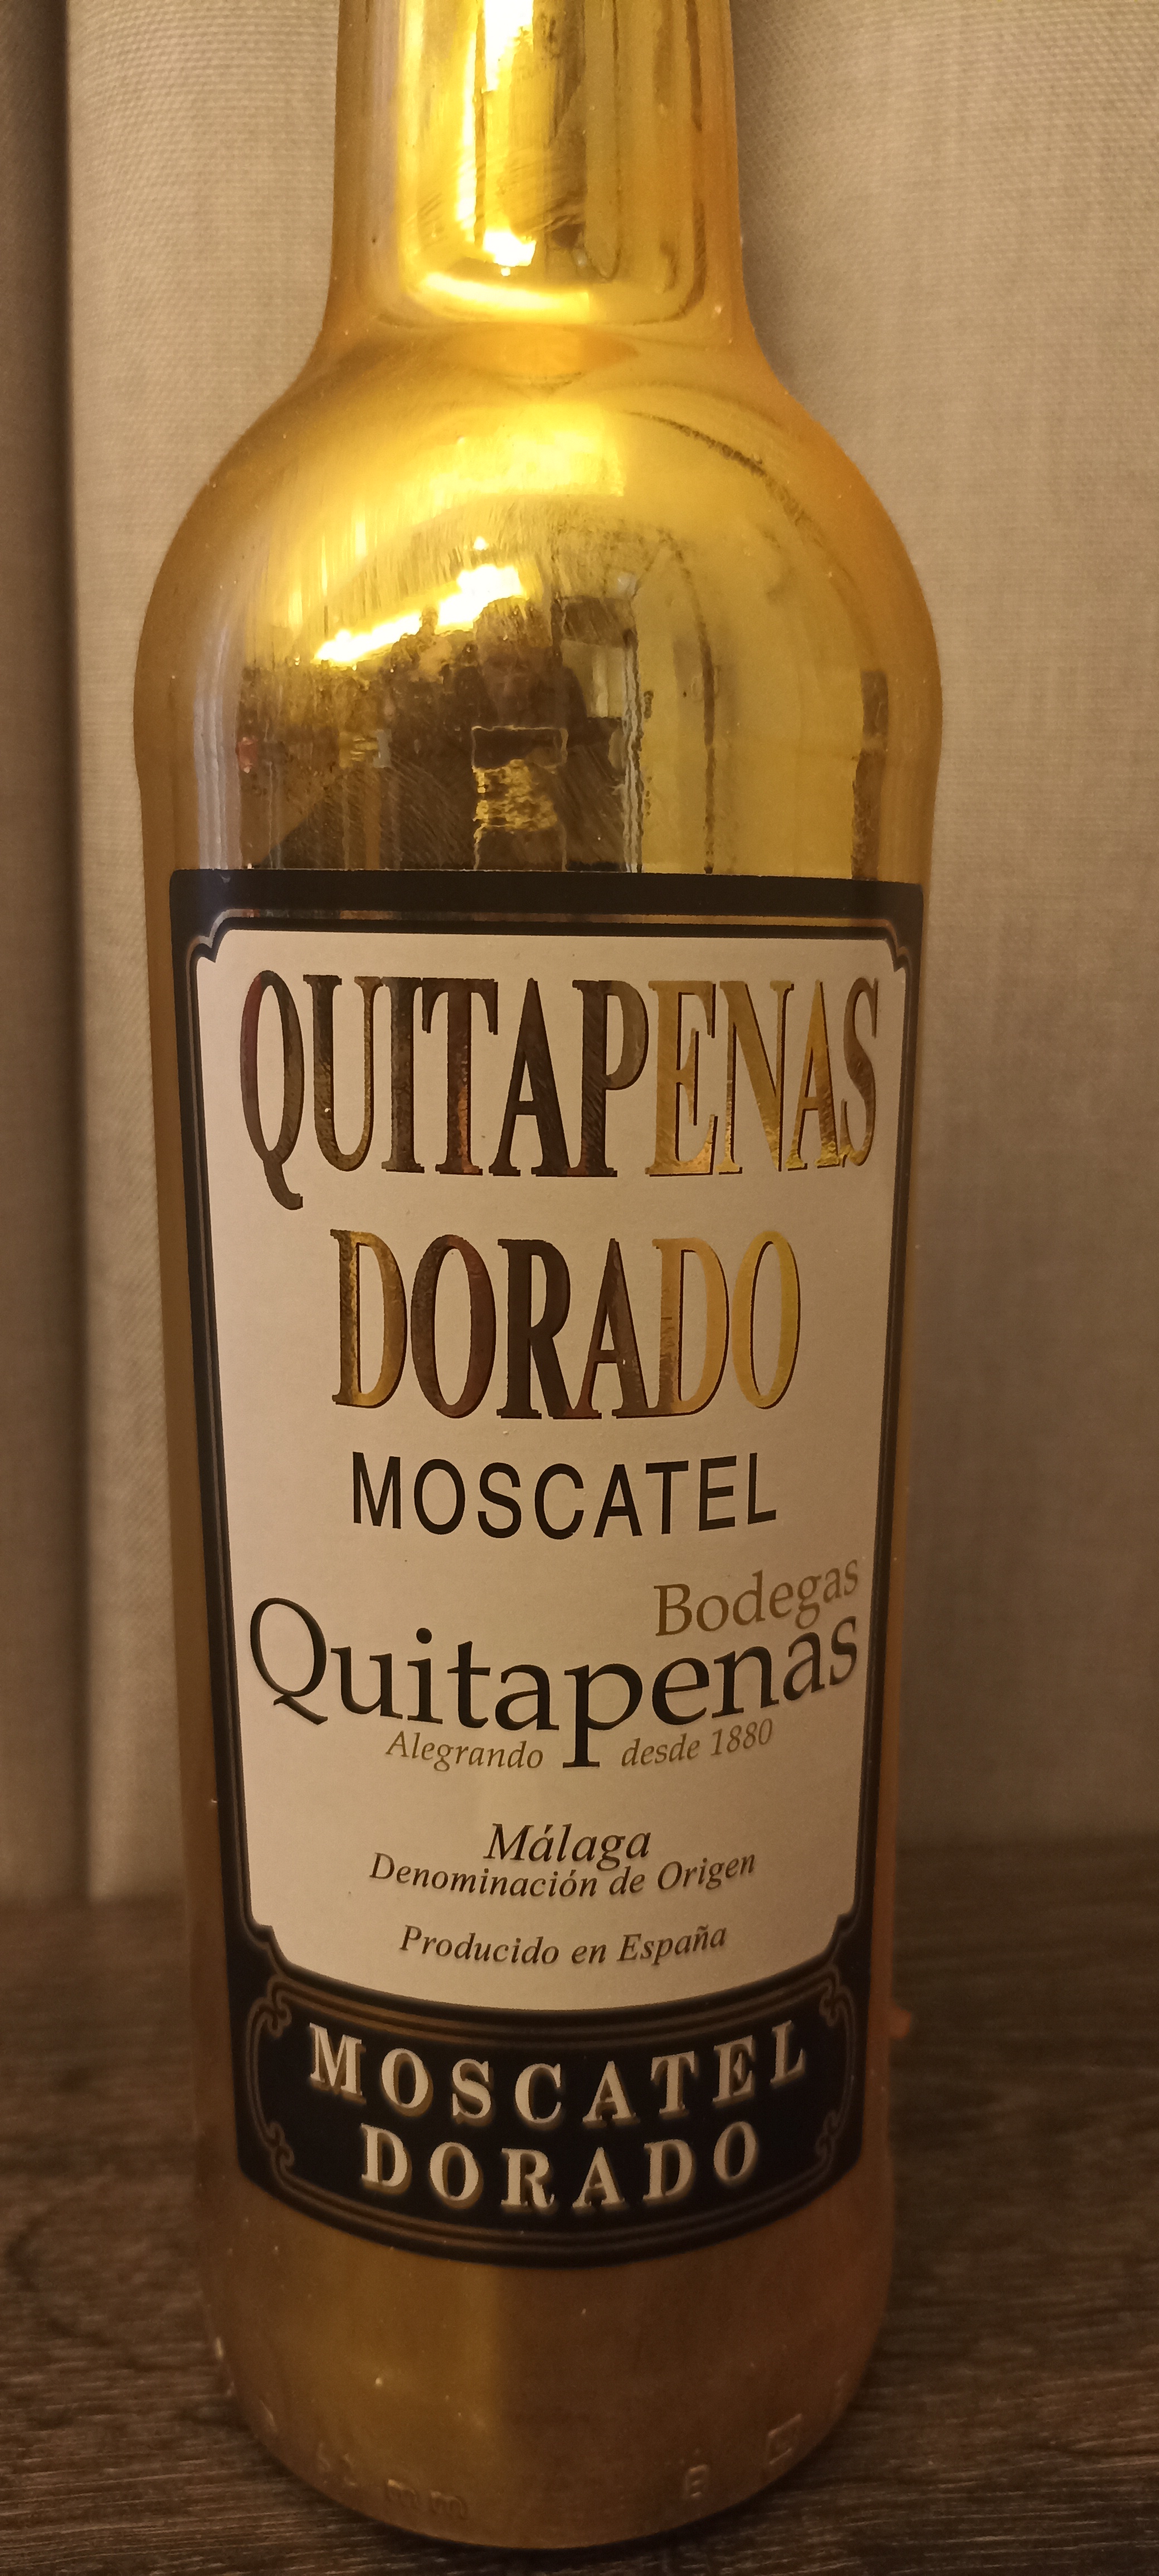 QUITAPENAS
DORADO
MOSCATEL
Bodegas
Quitapenas
Alegrando desde 1880
Málaga
Denominación de Origen
Producido en España
MOSCATEL
DORADO